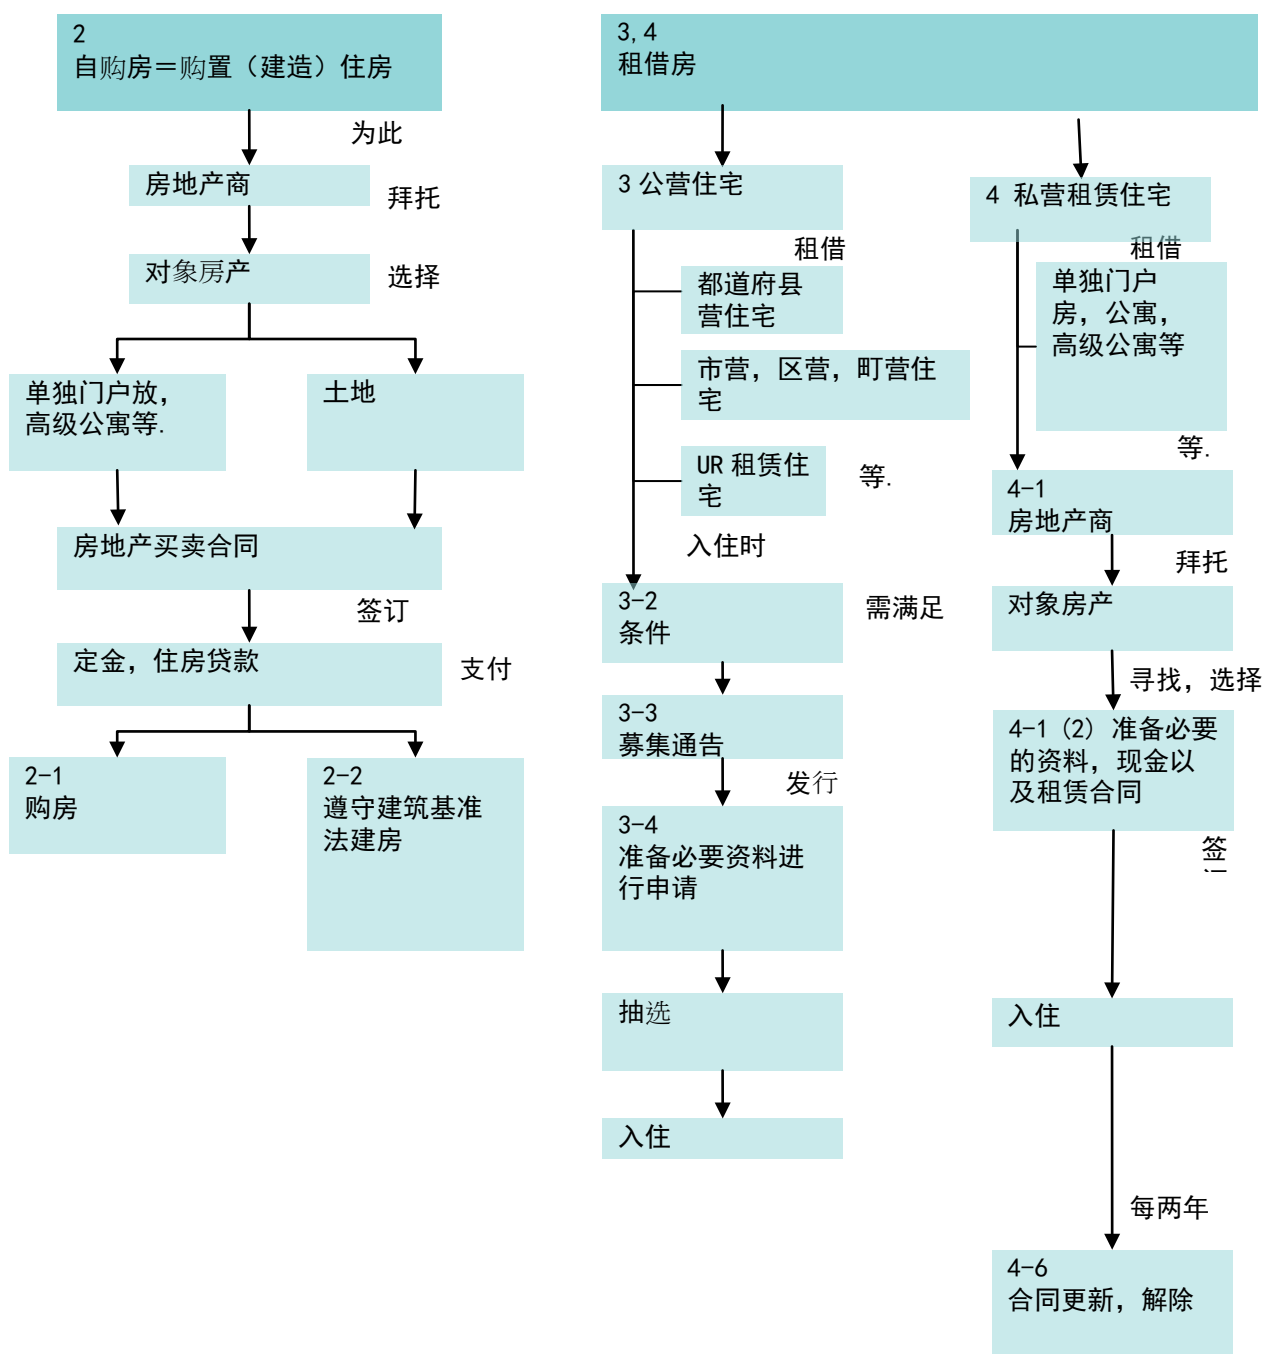 2
自购房＝购置（建造）住房
为此
房地产商
拜托
对象房产
选择
单独门户放，
高级公寓等.
土地
房地产买卖合同
签订
定金，住房贷款
支付
2-1
购房
2-2
遵守建筑基准
法建房
3,4
租借房
3 公营住宅
租借
都道府县
营住宅
市营，区营，町营住
宅
UR 租赁住
宅
等.
入住时
3-2
条件
需满足
3-3
募集通告
发行
3-4
准备必要资料进
行申请
抽选
入住
4 私营租赁住宅
租借
单独门户
房，公寓，
高级公寓等
等.
4-1
房地产商
拜托
对象房产
寻找，选择
4-1（2）准备必要
的资料，现金以
及租赁合同
签
入住
每两年
4-6
合同更新，解除